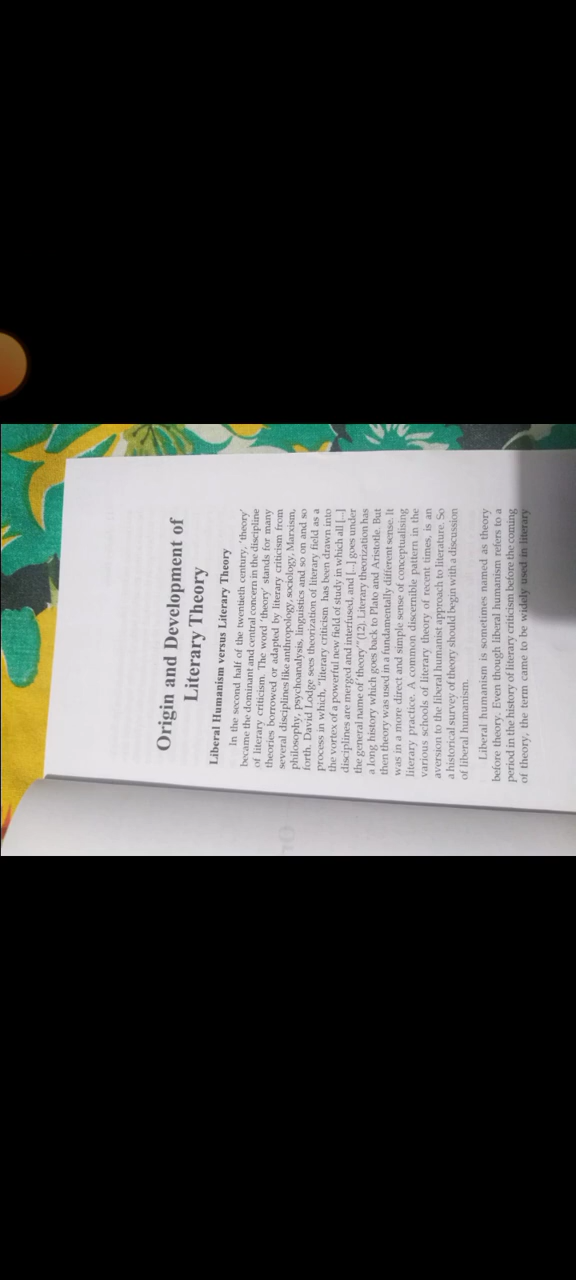 Origin and Development of
Literary Theory
Liberal Humanism versus Literary Theory
In the second half of the twentieth century, 'theory'
became the dominant and central concern in the discipline
of literary criticism. The word 'theory' stands for many
theories borrowed or adapted by literary criticism from
several disciplines like anthropology, sociology, Marxism,
philosophy, psychoanalysis, linguistics and so on and so
forth. David Lodge sees theorization of literary field as a
process in which, "literary criticism has been drawn into
the vortex of a powerful new field of study in which all [...]
disciplines are merged and interfused, and [...] goes under
the general name of 'theory'" (12). Literary theorization has
a long history which goes back to Plato and Aristotle. But
then theory was used in a fundamentally different sense. It
was in a more direct and simple sense of conceptualising
literary practice. A common discernible pattern in the
various schools of literary theory of recent times, is an
aversion to the liberal humanist approach to literature. So
a historical survey of theory should begin with a discussion
of liberal humanism.
Liberal humanism is sometimes named as theory
before theory. Even though liberal humanism refers to a
period in the history of literary criticism before the coming
of theory, the term came to be widely used in literary